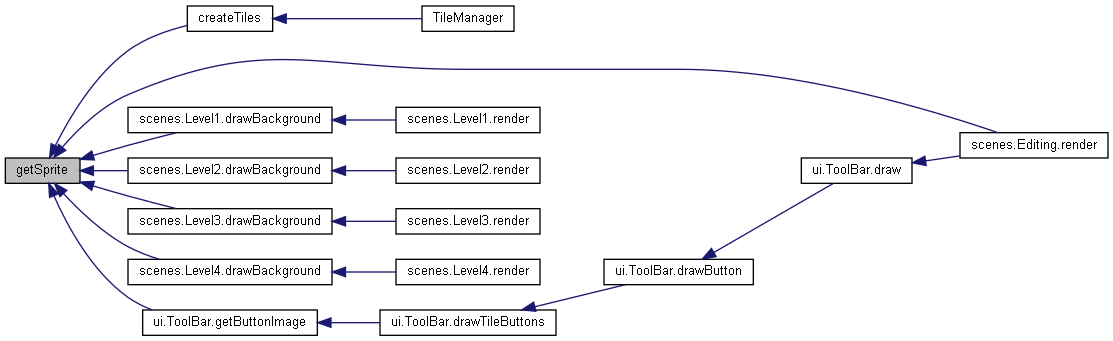 createTiles
TileManager
scenes.Level1.drawBackground
scenes.Level1.render
scenes.Editing.render
getSprite
scenes.Level2.drawBackground
scenes.Level2.render
ui.ToolBar.draw
scenes.Level3.drawBackground
scenes.Level3.render
scenes.Level4.drawBackground
scenes.Level4.render
ui.ToolBar.drawButton
ui.ToolBar.getButtonImage
ui.ToolBar.drawTileButtons